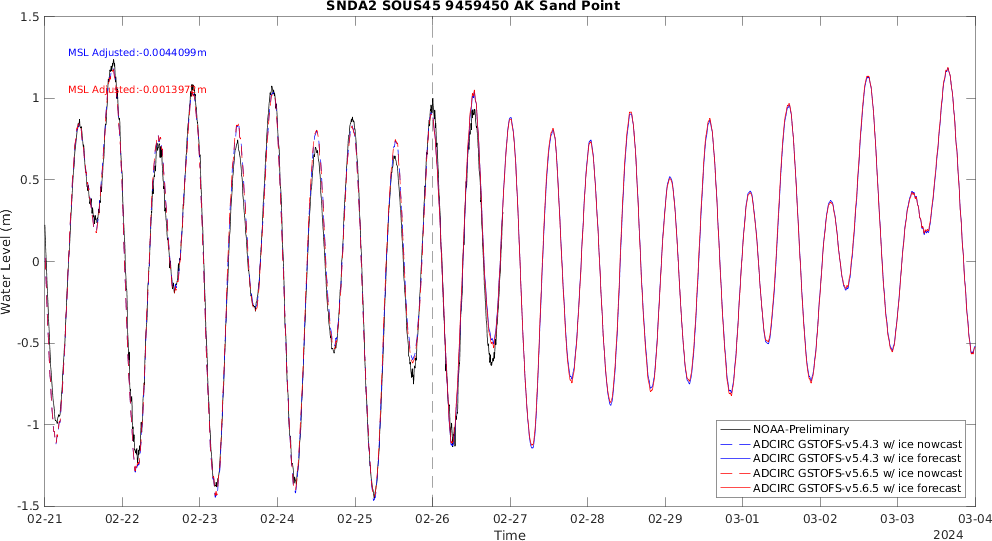 SNDA2 SOUS45 9459450 AK Sand Point
MSL Adjusted:-0.0044099m
MSL Adjusted:-0.001397 m
Water Level (m)
1.5
1
0.5
0
-0.5
-1
-1.5
02-21 02-22 02-23 02-24 02-25 02-26 02-27 02-28 02-29 03-01 03-02 03-03 03-04
Time
2024
NOAA-Preliminary
ADCIRC GSTOFS-v5.4.3 w/ ice nowcast
ADCIRC GSTOFS-v5.4.3 w/ ice forecast
ADCIRC GSTOFS-v5.6.5 w/ ice nowcast
ADCIRC GSTOFS-v5.6.5 w/ ice forecast